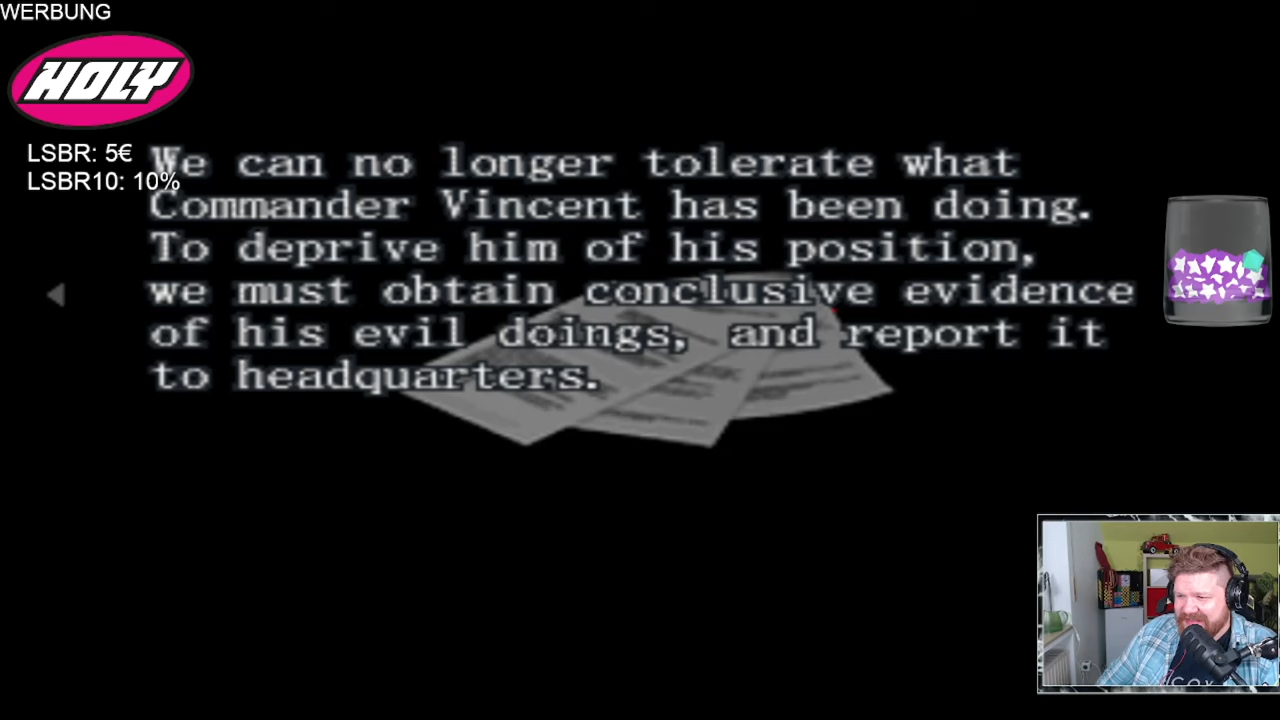 WERBUNG
HOLY
LSBR: 5€
LSBR10: 10%
We can no longer tolerate what
Commander Vincent has been doing.
To deprive him of his position,
we must obtain conclusive evidence
of his evil doings, and report it
to headquarters.